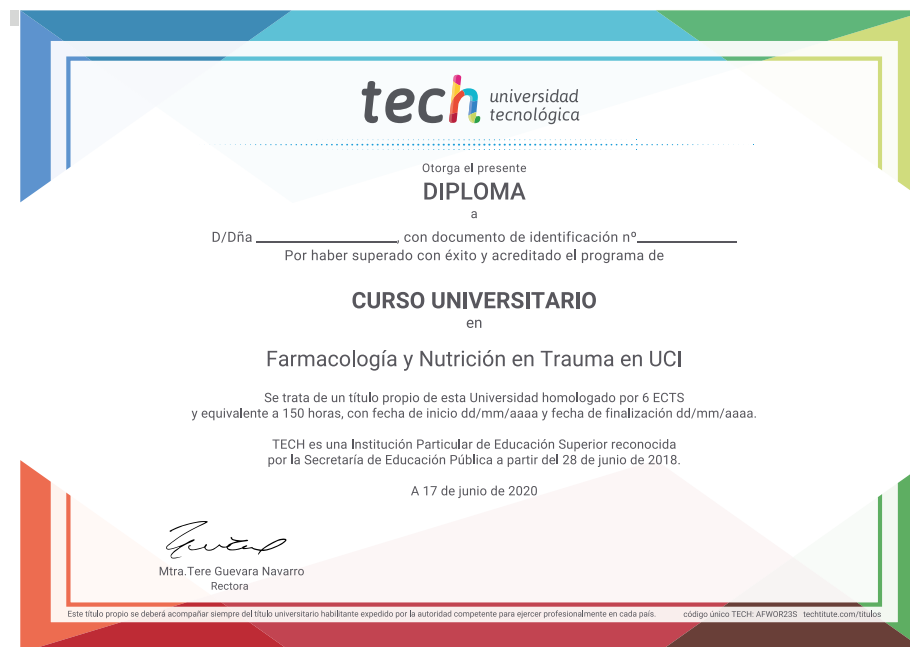 tech universidad
tecnológica
Otorga el presente
DIPLOMA
a
D/Dña ____________, con documento de identificación nº____________
Por haber superado con éxito y acreditado el programa de
CURSO UNIVERSITARIO
en
Farmacología y Nutrición en Trauma en UCI
Se trata de un título propio de esta Universidad homologado por 6 ECTS
y equivalente a 150 horas, con fecha de inicio dd/mm/aaaa y fecha de finalización dd/mm/aaaa.
TECH es una Institución Particular de Educación Superior reconocida
por la Secretaría de Educación Pública a partir del 28 de junio de 2018.
A 17 de junio de 2020
Mtra.Tere Guevara Navarro
Rectora
Este título propio se deberá acompañar siempre del título universitario habilitante expedido por la autoridad competente para ejercer profesionalmente en cada país. código único TECH: AFWOR23S techtitute.com/titulos